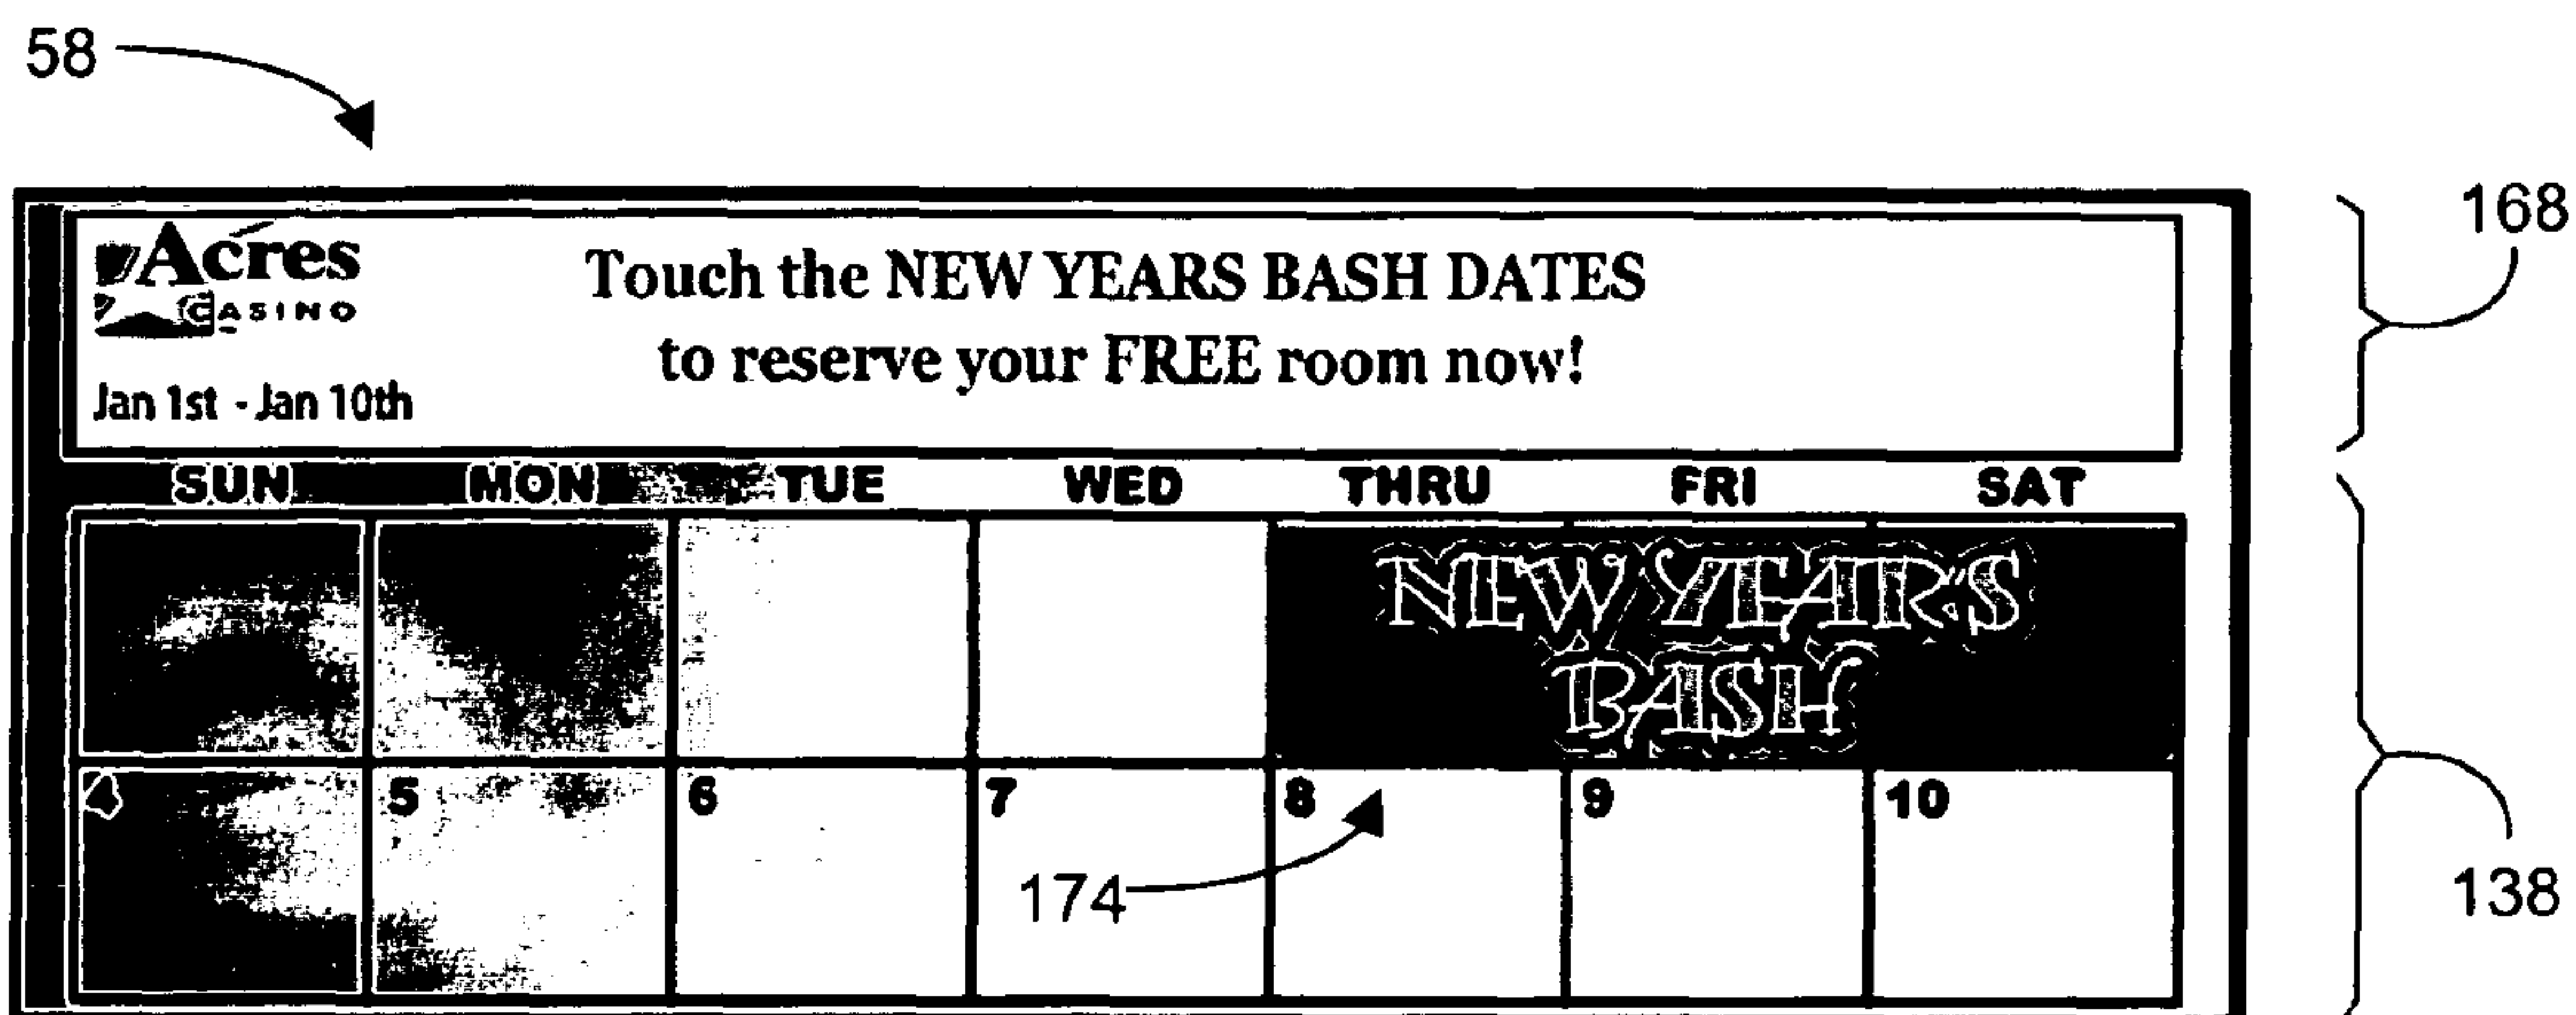 58
168
Acres
CASINO
Touch the NEW YEARS BASH DATES
to reserve your FREE room now!
Jan 1st - Jan 10th
SUN MON TUE WED THRU FRI SAT
NEW YEAR'S
BASH
4 5 6 7 8 9 10
174
138